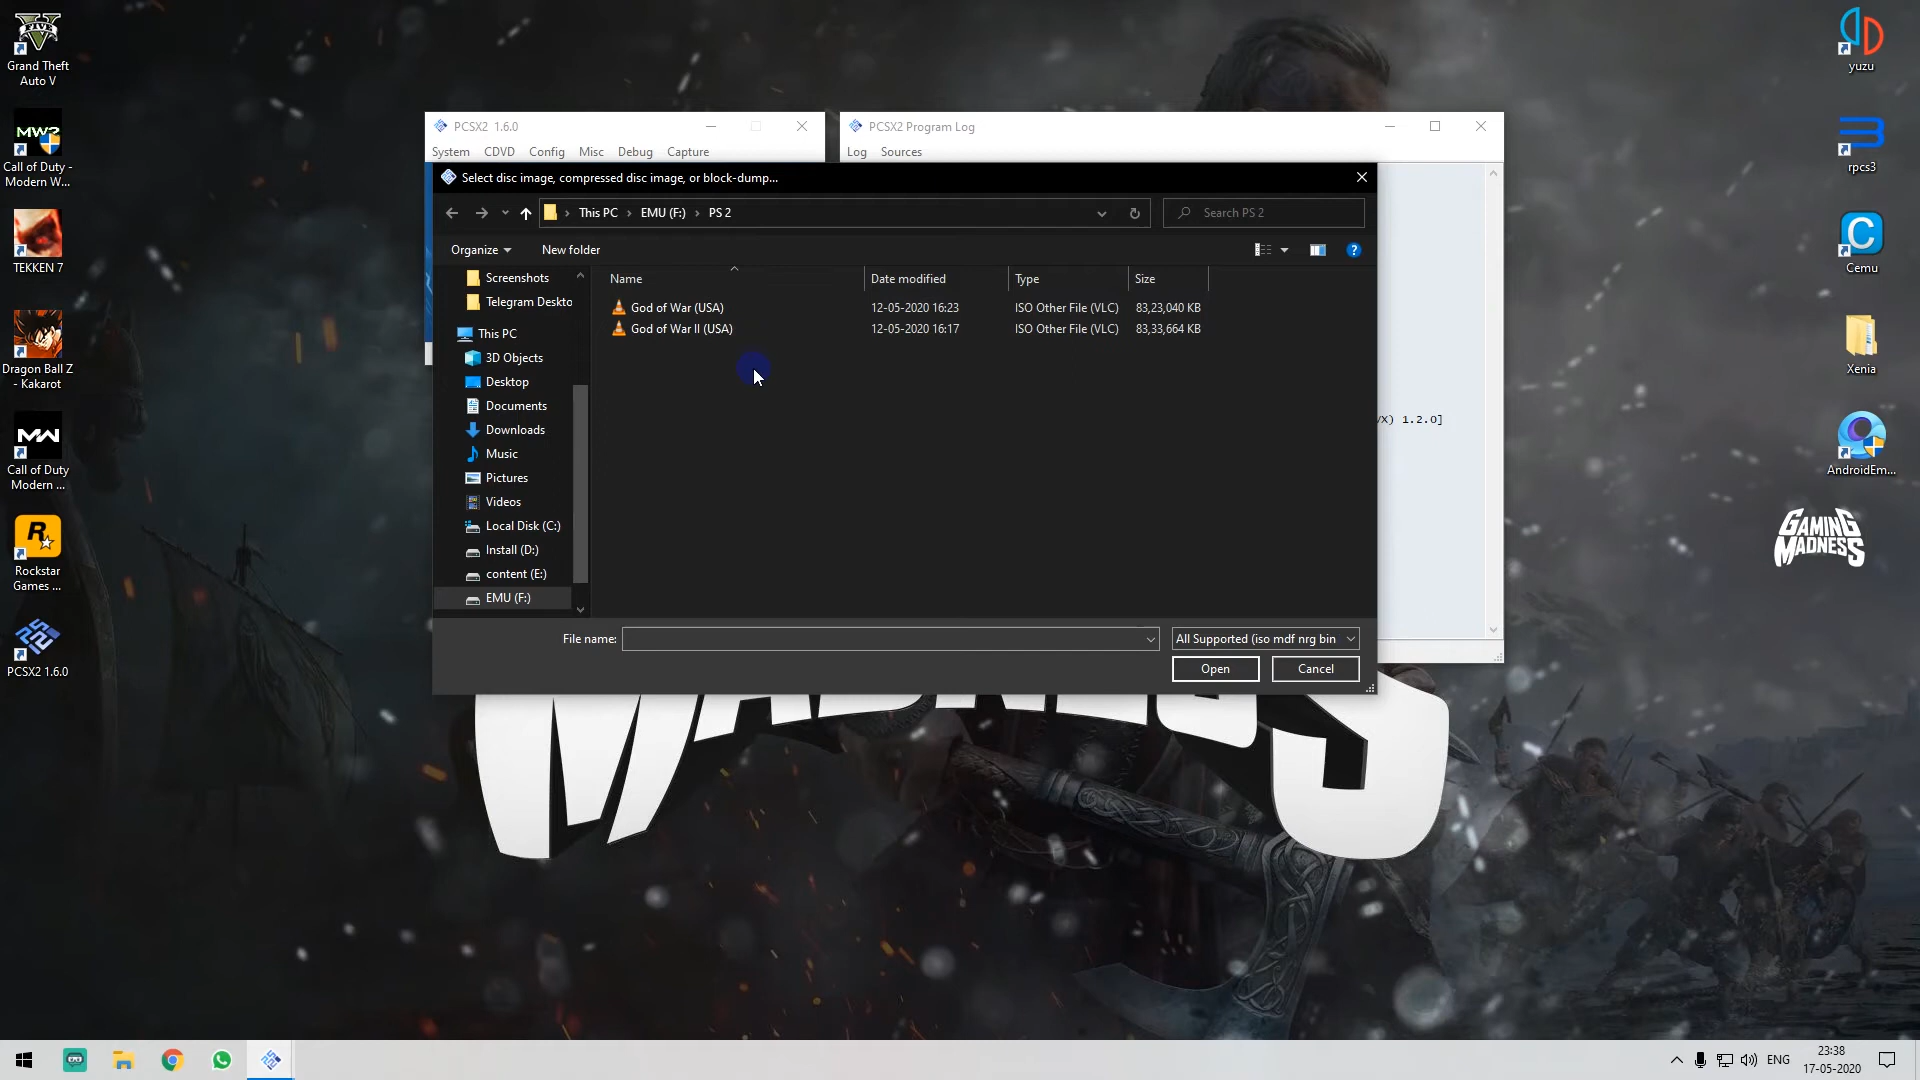 FIVE
Grand Theft
Auto V
MW2
Call of Duty -
Modern W...
TEKKEN 7
Dragon Ball Z
- Kakarot
MW
Call of Duty
Modern ...
R
Rockstar
Games ...
PCSX2 1.6.0
PCSX2 1.6.0
System CDVD Config Misc Debug Capture
PCSX2 Program Log
Log Sources
1.2.0]
Select disc image, compressed disc image, or block-dump...
This PC EMU (F:) PS 2
Search PS 2
Organize New folder
Screenshots
Telegram Deskto
This PC
3D Objects
Desktop
Documents
Downloads
Music
Pictures
Videos
Local Disk (C:)
Install (D:)
content (E:)
EMU (F:)
Name Date modified Type Size
God of War (USA) 12-05-2020 16:23 ISO Other File (VLC) 83,23,040 KB
God of War II (USA) 12-05-2020 16:17 ISO Other File (VLC) 83,33,664 KB
File name:
All Supported (iso mdf nrg bin
Open Cancel
yuzu
rpcs3
C
Cemu
Xenia
AndroidEm...
GAMING
MADNESS
ENG
23:38
17-05-2020